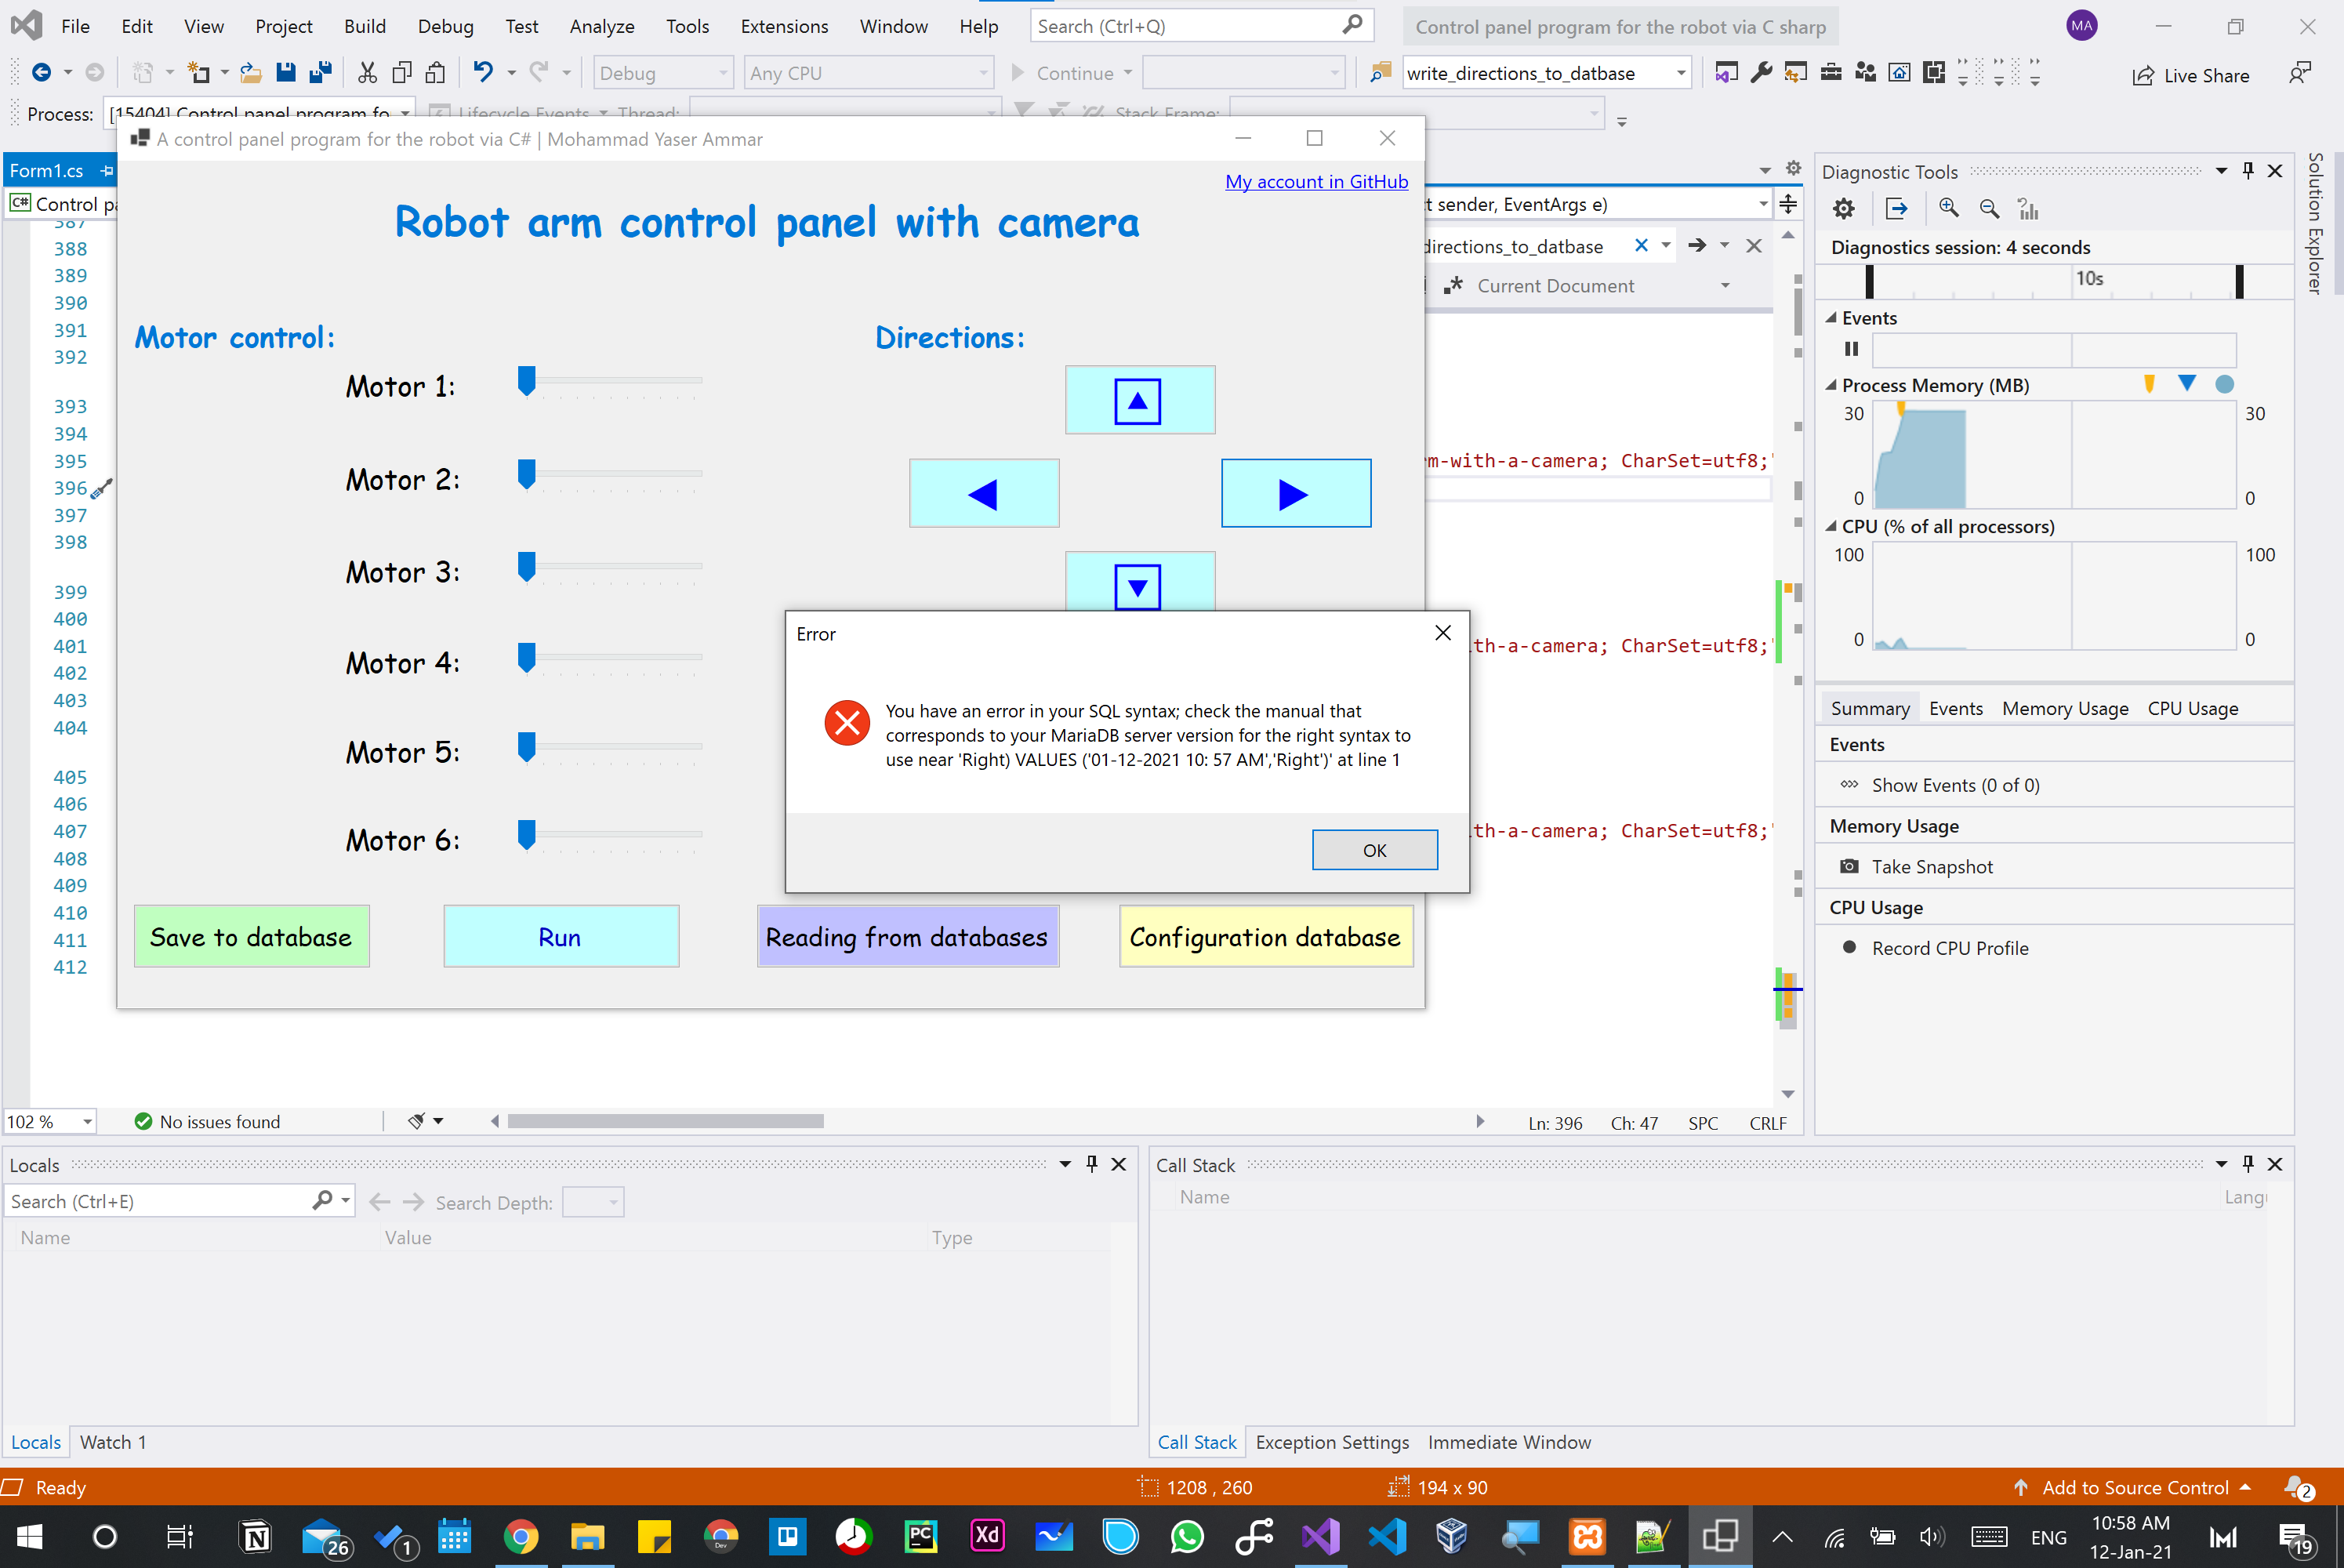 File Edit View Project Build Debug Test Analyze Tools Extensions Window Help Search (Ctrl+Q) Control panel program for the robot via C sharp MA
Debug Any CPU Continue write_directions_to_datbase Live Share
Process: [15404] Control panel program fo Lifecycle Events Thread: Stack Frame:
A control panel program for the robot via C# | Mohammad Yaser Ammar
Form1.cs
My account in GitHub
C# Control pa
t sender, EventArgs e)
Robot arm control panel with camera
directions_to_datbase
Current Document
387
388
389
390
391
392
393
394
395
396
397
398
399
400
401
402
403
404
405
406
407
408
409
410
411
412
Motor control:
Directions:
Motor 1:
Motor 2:
Motor 3:
Motor 4:
Motor 5:
Motor 6:
m-with-a-camera; CharSet=utf8;'
ith-a-camera; CharSet=utf8;'
ith-a-camera; CharSet=utf8;'
Error
You have an error in your SQL syntax; check the manual that
corresponds to your MariaDB server version for the right syntax to
use near 'Right) VALUES ('01-12-2021 10: 57 AM','Right')' at line 1
OK
Save to database Run Reading from databases Configuration database
Diagnostic Tools
Diagnostics session: 4 seconds
10s
Events
Process Memory (MB)
30 30
0 0
CPU (% of all processors)
100 100
0 0
Summary Events Memory Usage CPU Usage
Events
Show Events (0 of 0)
Memory Usage
Take Snapshot
CPU Usage
Record CPU Profile
Solution Explorer
102 % No issues found Ln: 396 Ch: 47 SPC CRLF
Locals
Search (Ctrl+E) Search Depth:
Name Value Type
Locals Watch 1
Call Stack
Name Langu
Call Stack Exception Settings Immediate Window
Ready 1208 , 260 194 x 90 Add to Source Control 2
26 1 Dev PC Xd ENG 10:58 AM 19
12-Jan-21